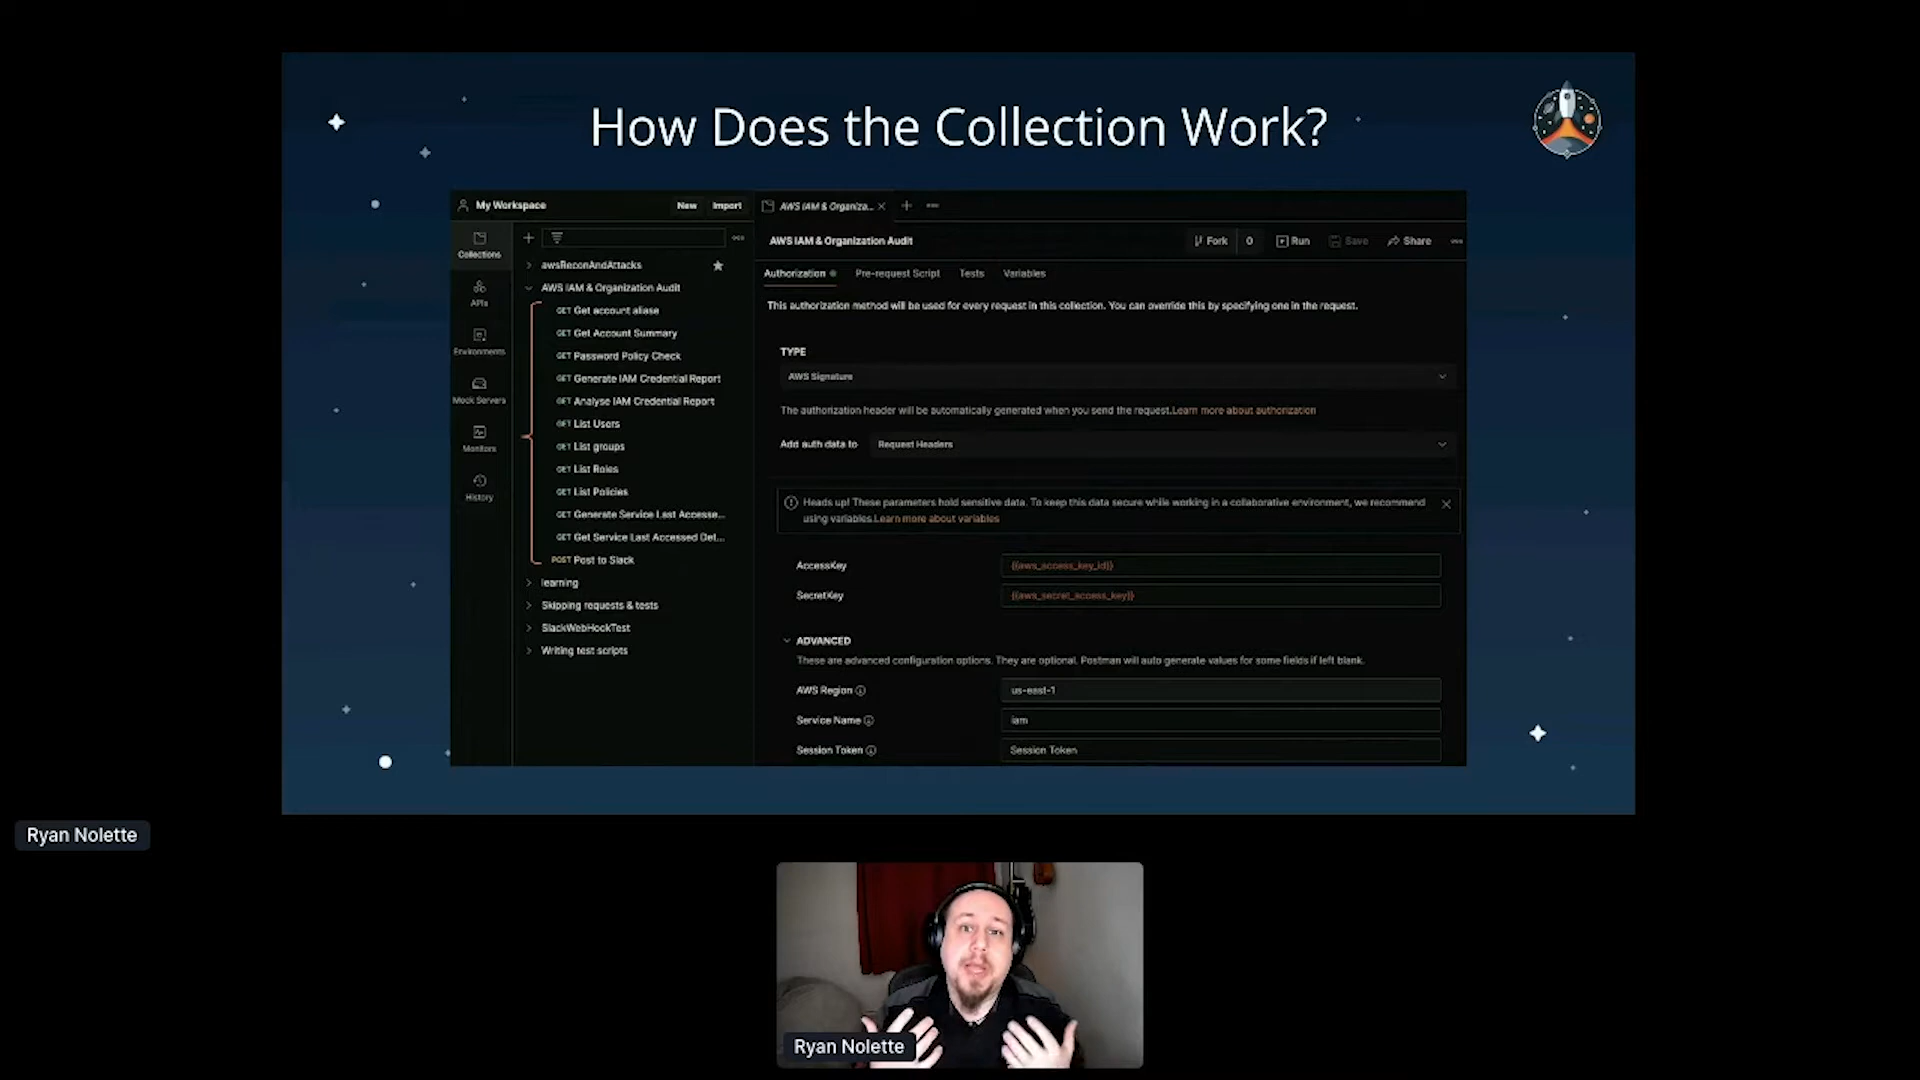 How Does the Collection Work?
My Workspace
New
Import
AWS IAM & Organiza...
Collections
APIs
Environments
Mock Servers
Monitors
History
awsReconAndAttacks
AWS IAM & Organization Audit
GET Get account aliase
GET Get Account Summary
GET Password Policy Check
GET Generate IAM Credential Report
GET Analyse IAM Credential Report
GET List Users
GET List groups
GET List Roles
GET List Policies
GET Generate Service Last Accesse...
GET Get Service Last Accessed Det...
POST Post to Slack
learning
Skipping requests & tests
SlackWebHookTest
Writing test scripts
AWS IAM & Organization Audit
Fork
0
Run
Save
Share
Authorization
Pre-request Script
Tests
Variables
This authorization method will be used for every request in this collection. You can override this by specifying one in the request.
TYPE
AWS Signature
The authorization header will be automatically generated when you send the request.Learn more about authorization
Add auth data to
Request Headers
Heads up! These parameters hold sensitive data. To keep this data secure while working in a collaborative environment, we recommend
using variables.Learn more about variables
AccessKey
{{aws_access_key_id}}
SecretKey
{{aws_secret_access_key}}
ADVANCED
These are advanced configuration options. They are optional. Postman will auto generate values for some fields if left blank.
AWS Region
us-east-1
Service Name
iam
Session Token
Session Token
Ryan Nolette
Ryan Nolette